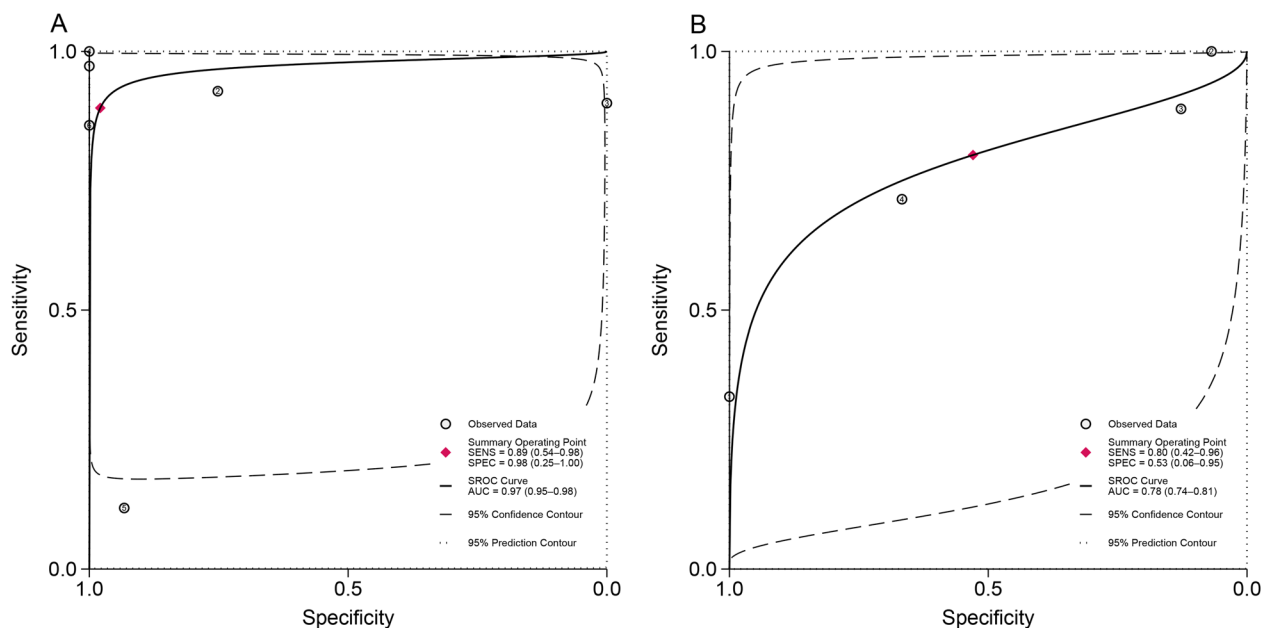 A
1.0
0.5
0.0
1.0
0.5
0.0
Sensitivity
Specificity
2
3
6
5
Observed Data
Summary Operating Point
SENS = 0.89 (0.54–0.98)
SPEC = 0.98 (0.25–1.00)
SROC Curve
AUC = 0.97 (0.95–0.98)
95% Confidence Contour
95% Prediction Contour
B
1.0
0.5
0.0
1.0
0.5
0.0
Sensitivity
Specificity
2
3
4
Observed Data
Summary Operating Point
SENS = 0.80 (0.42–0.96)
SPEC = 0.53 (0.06–0.95)
SROC Curve
AUC = 0.78 (0.74–0.81)
95% Confidence Contour
95% Prediction Contour